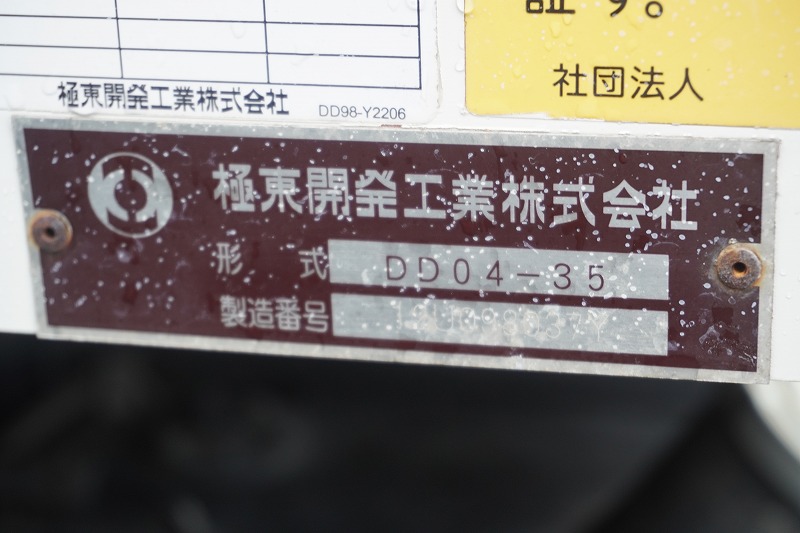 証す。
社団法人
極東開発工業株式会社 DD98-Y2206
極東開発工業株式会社
形式 DD04-35
製造番号